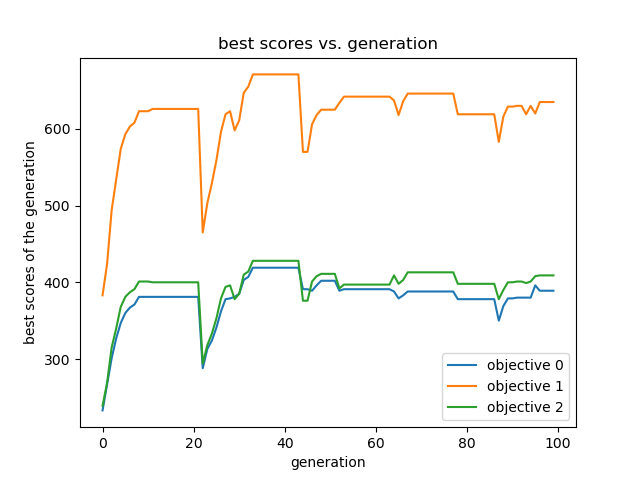 best scores vs. generation
best scores of the generation
600
500
400
300
0 20 40 60 80 100
generation
objective 0
objective 1
objective 2